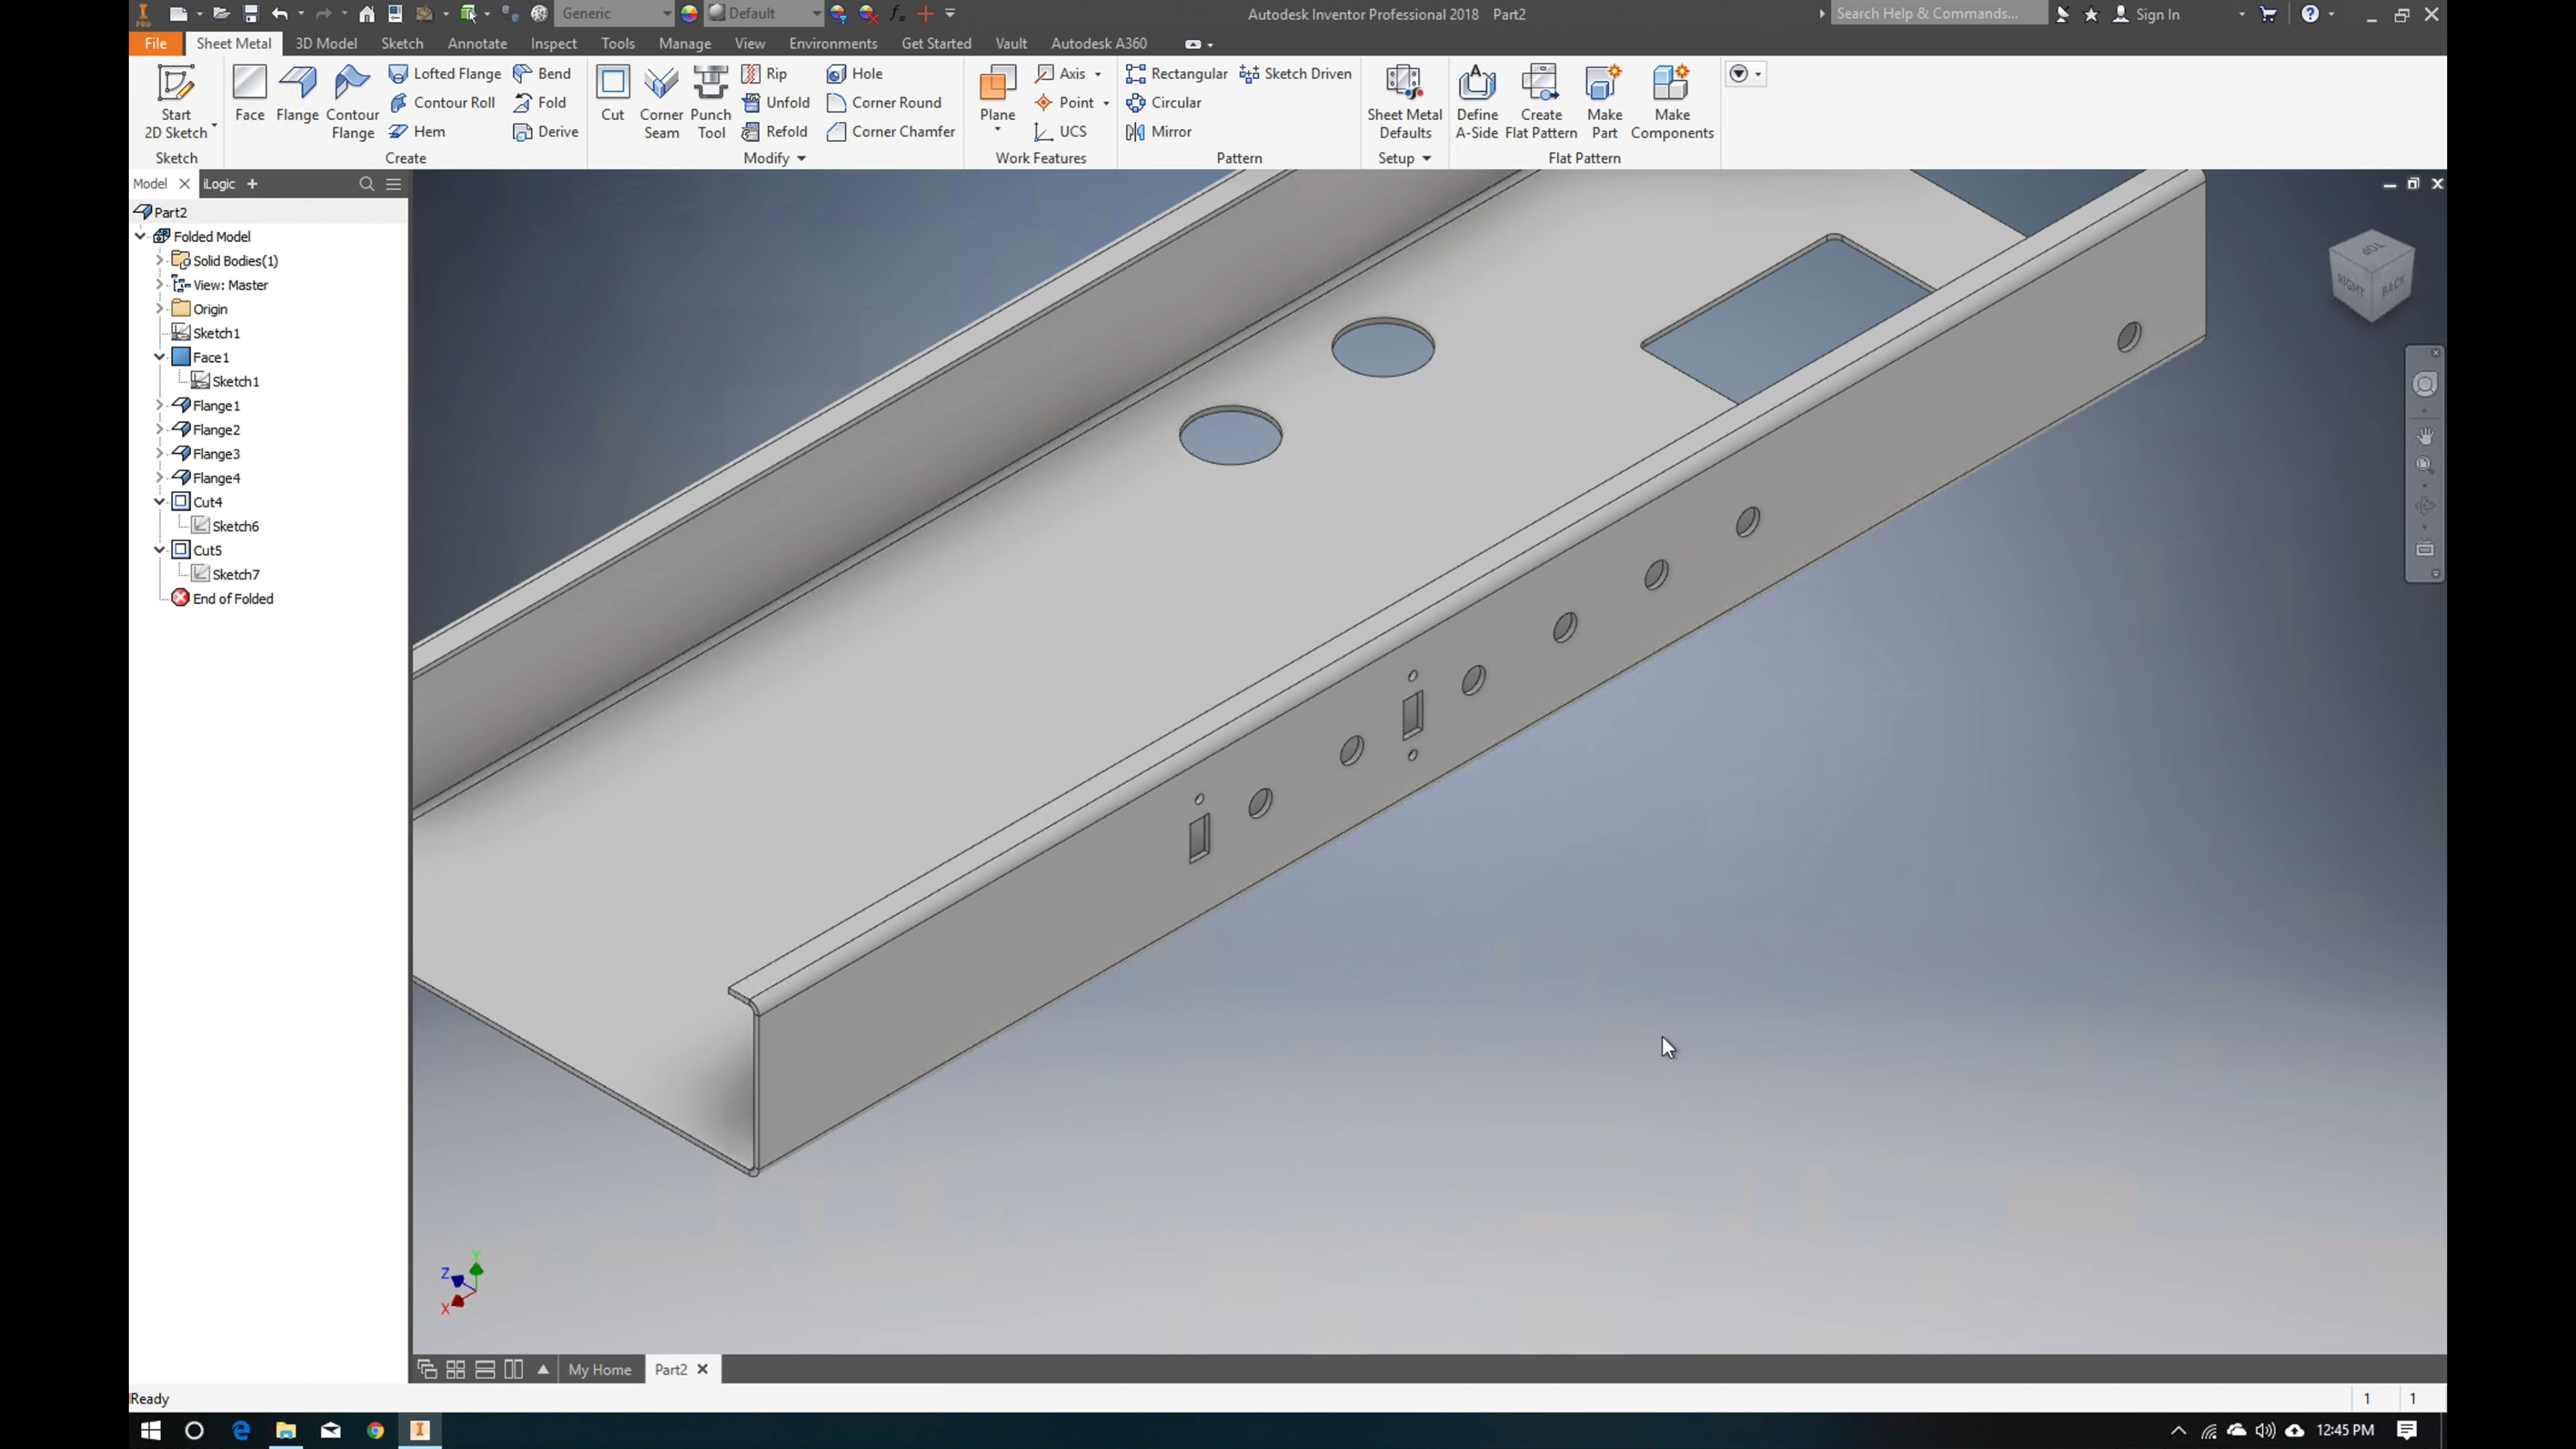 PRO
Generic
Default
Autodesk Inventor Professional 2018 Part2
Search Help & Commands...
Sign In
File
Sheet Metal
3D Model
Sketch
Annotate
Inspect
Tools
Manage
View
Environments
Get Started
Vault
Autodesk A360
Start
2D Sketch
Face
Flange
Contour
Flange
Lofted Flange
Contour Roll
Hem
Bend
Fold
Derive
Cut
Corner
Seam
Punch
Tool
Rip
Unfold
Refold
Hole
Corner Round
Corner Chamfer
Plane
Axis
Point
UCS
Rectangular
Circular
Mirror
Sketch Driven
Sheet Metal
Defaults
Define
A-Side
Create
Flat Pattern
Make
Part
Make
Components
Sketch
Create
Modify
Work Features
Pattern
Setup
Flat Pattern
Model
iLogic
Part2
Folded Model
Solid Bodies(1)
View: Master
Origin
Sketch1
Face1
Sketch1
Flange1
Flange2
Flange3
Flange4
Cut4
Sketch6
Cut5
Sketch7
End of Folded
TOP
RIGHT
BACK
Y
Z
X
My Home
Part2
Ready
1
1
12:45 PM